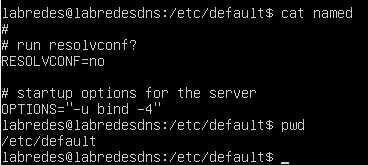 labredes@labredesdns:/etc/default$ cat named
#
# run resolvconf?
RESOLVCONF=no
# startup options for the server
OPTIONS="-u bind -4"
labredes@labredesdns:/etc/default$ pwd
/etc/default
labredes@labredesdns:/etc/default$ _